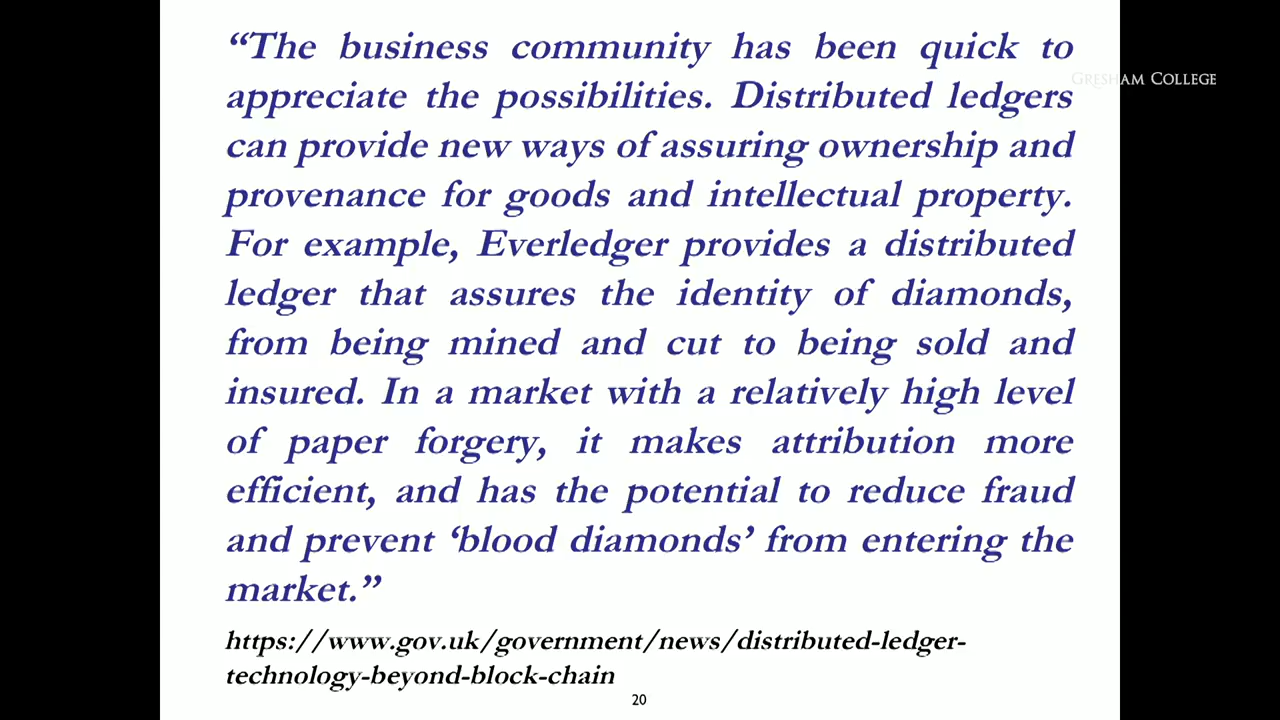 “The business community has been quick to
GRESHAM COLLEGE
appreciate the possibilities. Distributed ledgers
can provide new ways of assuring ownership and
provenance for goods and intellectual property.
For example, Everledger provides a distributed
ledger that assures the identity of diamonds,
from being mined and cut to being sold and
insured. In a market with a relatively high level
of paper forgery, it makes attribution more
efficient, and has the potential to reduce fraud
and prevent ‘blood diamonds’ from entering the
market.”
https://www.gov.uk/government/news/distributed-ledger-
technology-beyond-block-chain
20